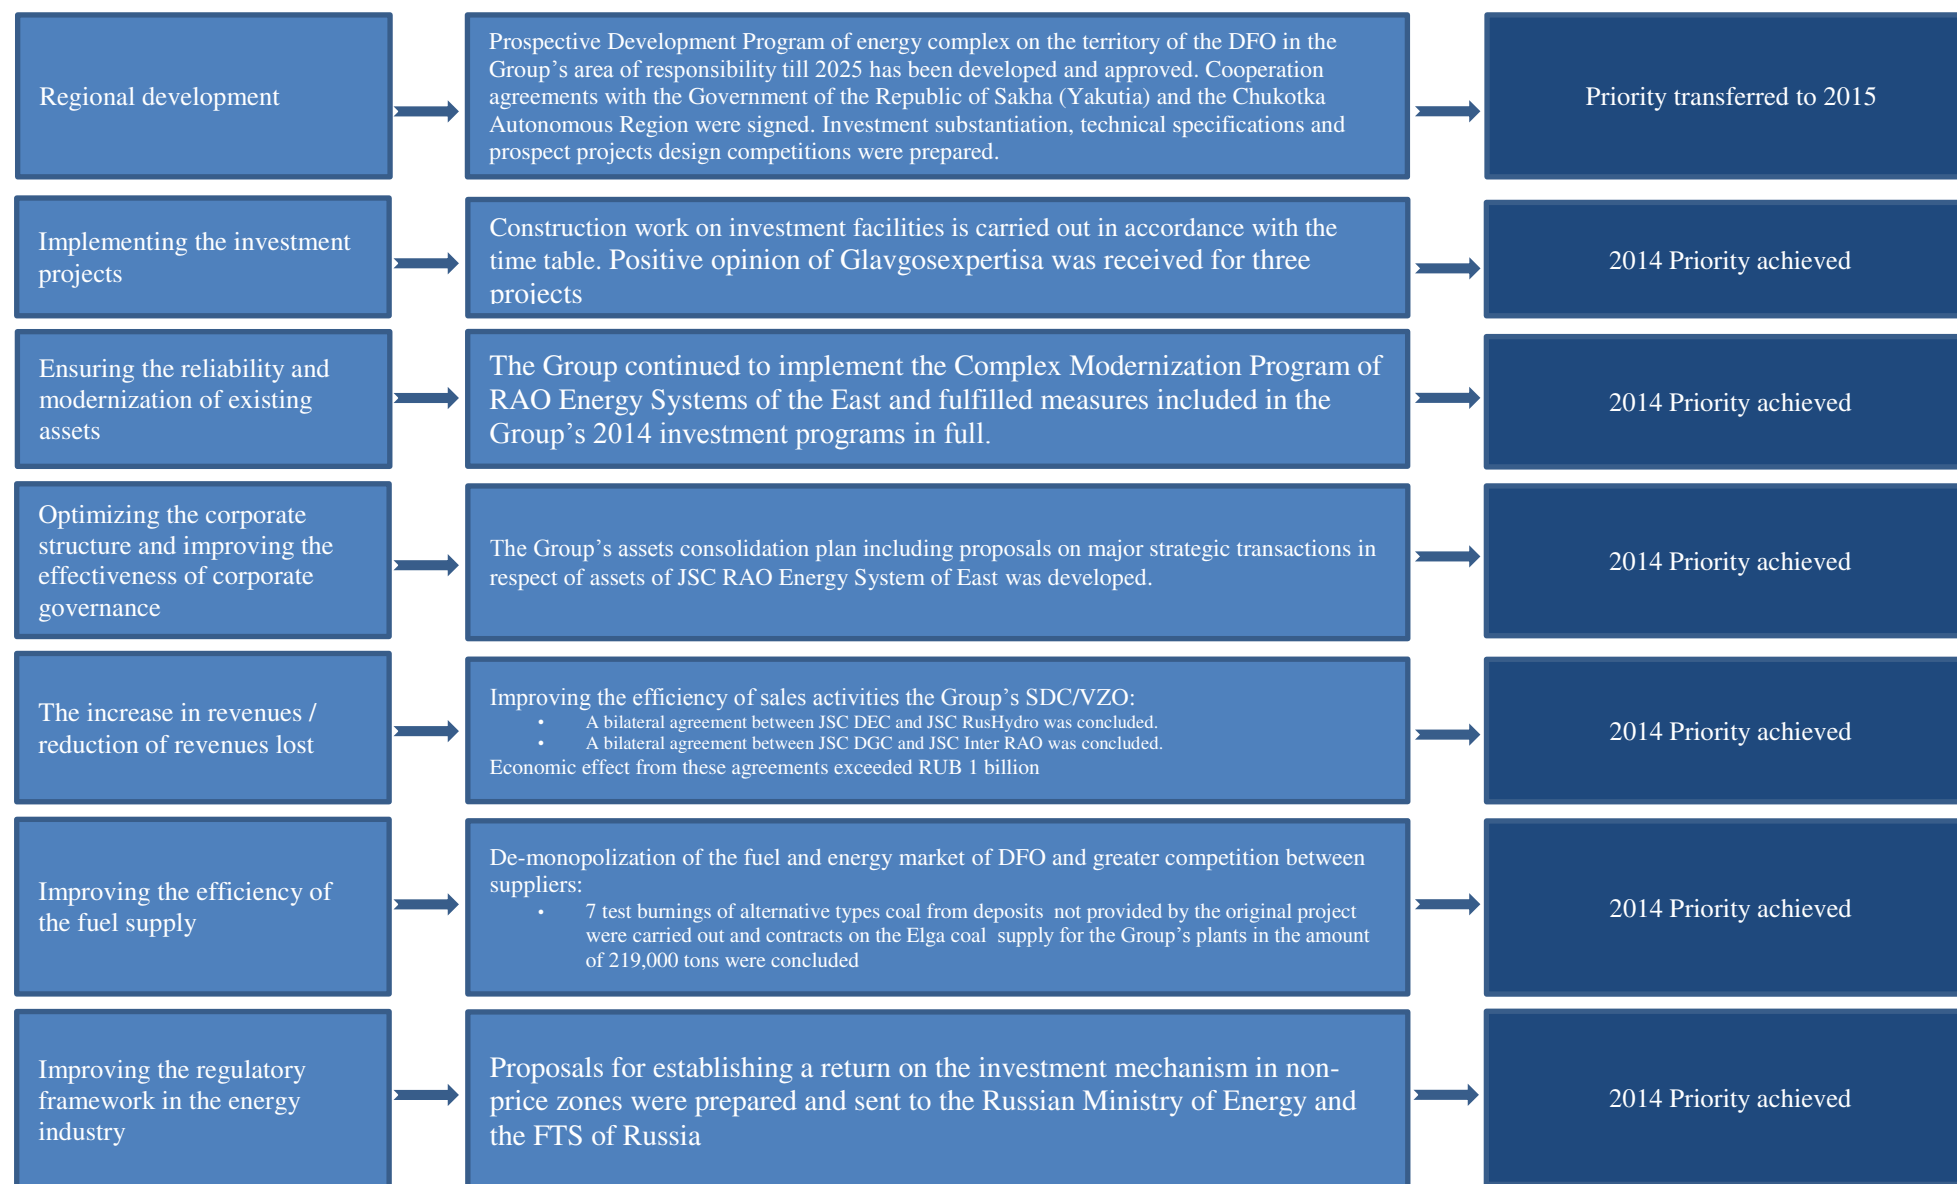 Regional development
Prospective Development Program of energy complex on the territory of the DFO in the
Group’s area of responsibility till 2025 has been developed and approved. Cooperation
agreements with the Government of the Republic of Sakha (Yakutia) and the Chukotka
Autonomous Region were signed. Investment substantiation, technical specifications and
prospect projects design competitions were prepared.
Priority transferred to 2015
Implementing the investment
projects
Construction work on investment facilities is carried out in accordance with the
time table. Positive opinion of Glavgosexpertisa was received for three
projects
2014 Priority achieved
Ensuring the reliability and
modernization of existing
assets
The Group continued to implement the Complex Modernization Program of
RAO Energy Systems of the East and fulfilled measures included in the
Group’s 2014 investment programs in full.
2014 Priority achieved
Optimizing the corporate
structure and improving the
effectiveness of corporate
governance
The Group’s assets consolidation plan including proposals on major strategic transactions in
respect of assets of JSC RAO Energy System of East was developed.
2014 Priority achieved
The increase in revenues /
reduction of revenues lost
Improving the efficiency of sales activities the Group’s SDC/VZO:
• A bilateral agreement between JSC DEC and JSC RusHydro was concluded.
• A bilateral agreement between JSC DGC and JSC Inter RAO was concluded.
Economic effect from these agreements exceeded RUB 1 billion
2014 Priority achieved
Improving the efficiency of
the fuel supply
De-monopolization of the fuel and energy market of DFO and greater competition between
suppliers:
• 7 test burnings of alternative types coal from deposits not provided by the original project
were carried out and contracts on the Elga coal supply for the Group’s plants in the amount
of 219,000 tons were concluded
2014 Priority achieved
Improving the regulatory
framework in the energy
industry
Proposals for establishing a return on the investment mechanism in non-
price zones were prepared and sent to the Russian Ministry of Energy and
the FTS of Russia
2014 Priority achieved